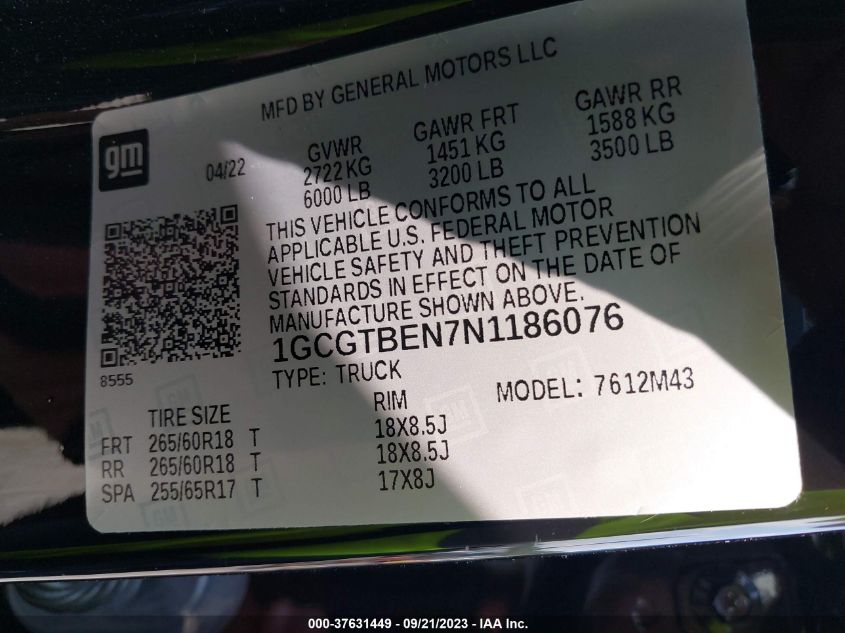 MFD BY GENERAL MOTORS LLC
gm
04/22
GVWR
2722 KG
6000 LB
GAWR FRT
1451 KG
3200 LB
GAWR RR
1588 KG
3500 LB
THIS VEHICLE CONFORMS TO ALL
APPLICABLE U.S. FEDERAL MOTOR
VEHICLE SAFETY AND THEFT PREVENTION
STANDARDS IN EFFECT ON THE DATE OF
MANUFACTURE SHOWN ABOVE.
1GCGTBEN7N1186076
8555
TYPE: TRUCK
MODEL: 7612M43
TIRE SIZE RIM
FRT 265/60R18 T 18X8.5J
RR 265/60R18 T 18X8.5J
SPA 255/65R17 T 17X8J
000-37631449 - 09/21/2023 - IAA Inc.